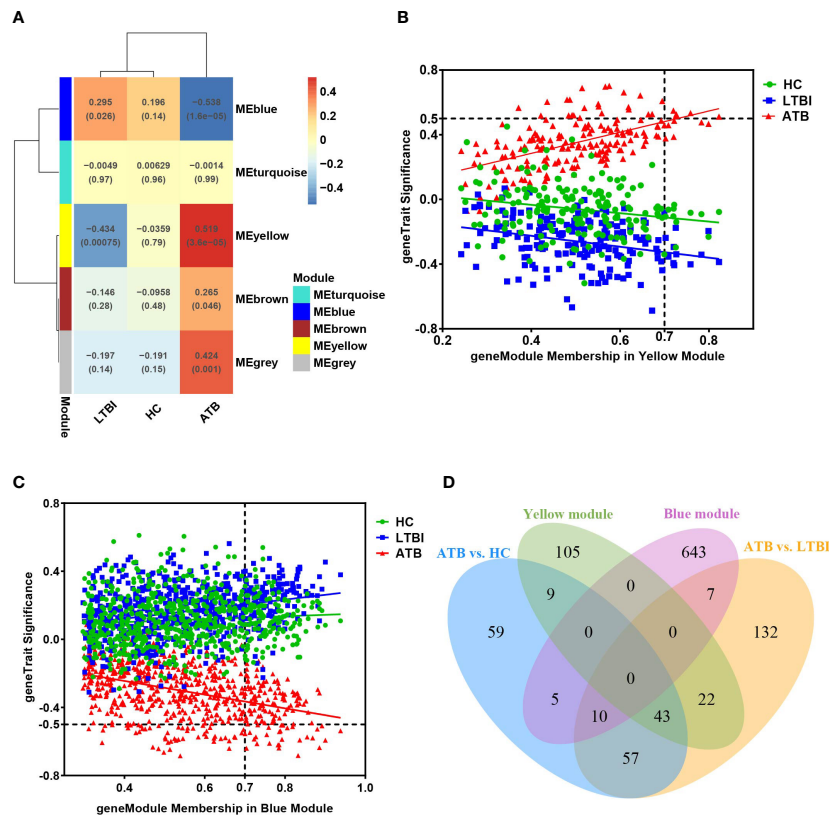 A
LTBI
HC
ATB
Module
0.295 0.196 −0.538
(0.026) (0.14) (1.6e−05)
MEblue
−0.0049 0.00629 −0.0014
(0.97) (0.96) (0.99)
MEturquoise
−0.434 −0.0359 0.519
(0.00075) (0.79) (3.6e−05)
MEyellow
−0.146 −0.0958 0.265
(0.28) (0.48) (0.046)
MEbrown
−0.197 −0.191 0.424
(0.14) (0.15) (0.001)
MEgrey
0.4
0.2
0
−0.2
−0.4
Module
MEturquoise
MEblue
MEbrown
MEyellow
MEgrey
B
geneTrait Significance
0.8
0.5
0.4
0.0
-0.4
-0.8
0.2 0.4 0.6 0.7 0.8
geneModule Membership in Yellow Module
HC
LTBI
ATB
C
geneTrait Significance
0.8
0.4
0.0
-0.4
-0.5
-0.8
0.4 0.6 0.7 0.8 1.0
geneModule Membership in Blue Module
HC
LTBI
ATB
D
Yellow module
Blue module
ATB vs. HC
ATB vs. LTBI
105
643
9
0
7
59
0
0
132
0
5
10
43
22
57